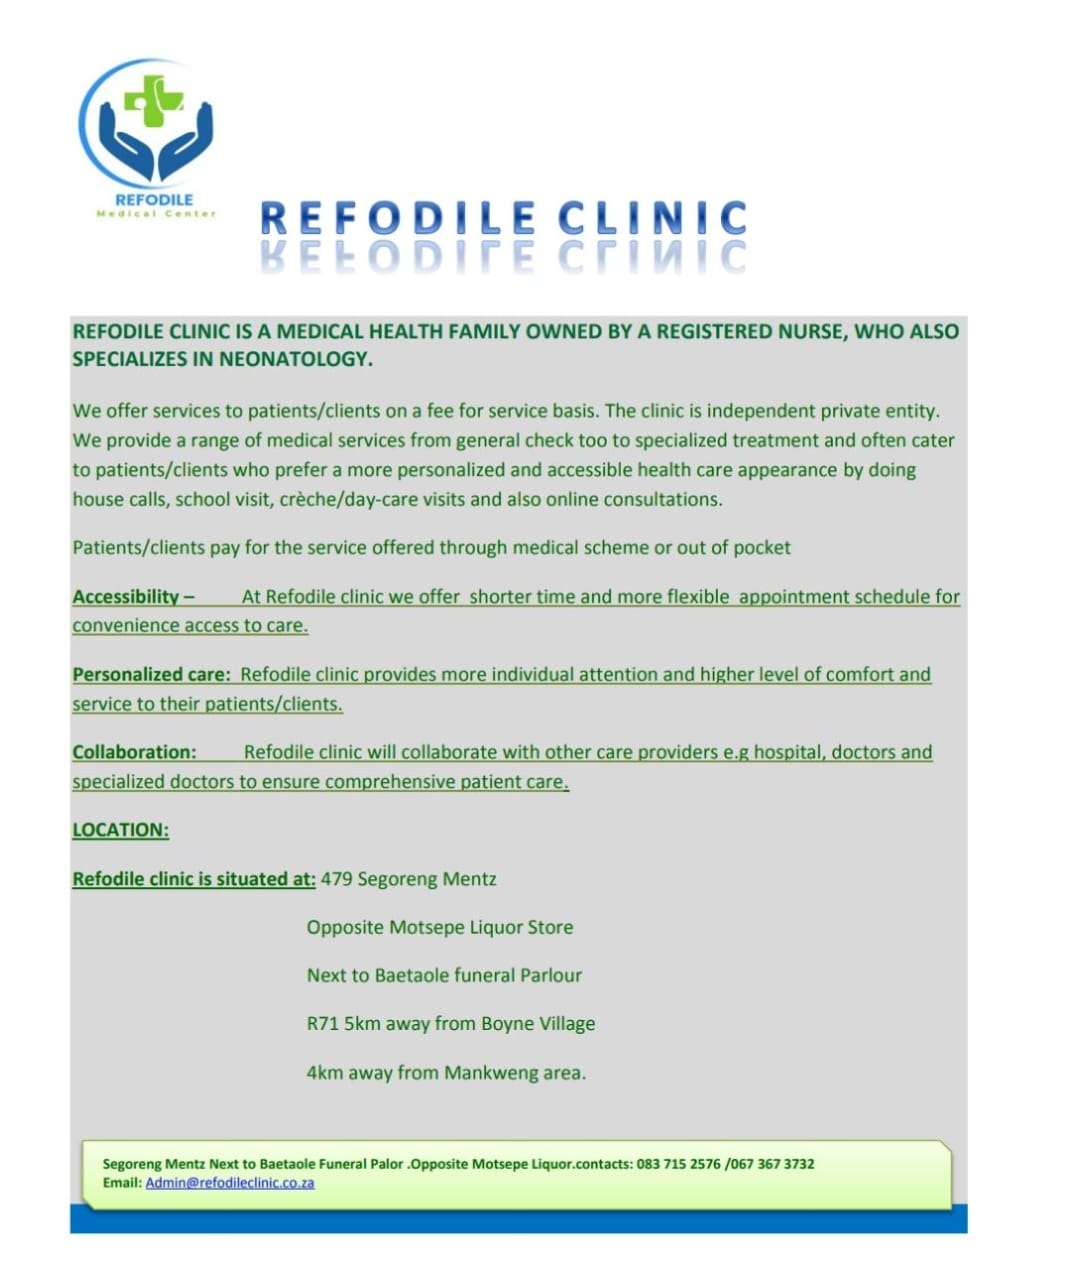 REFODILE
Medical Center
REFODILE CLINIC
REFODILE CLINIC IS A MEDICAL HEALTH FAMILY OWNED BY A REGISTERED NURSE, WHO ALSO
SPECIALIZES IN NEONATOLOGY.
We offer services to patients/clients on a fee for service basis. The clinic is independent private entity.
We provide a range of medical services from general check too to specialized treatment and often cater
to patients/clients who prefer a more personalized and accessible health care appearance by doing
house calls, school visit, crèche/day-care visits and also online consultations.
Patients/clients pay for the service offered through medical scheme or out of pocket
Accessibility – At Refodile clinic we offer shorter time and more flexible appointment schedule for
convenience access to care.
Personalized care: Refodile clinic provides more individual attention and higher level of comfort and
service to their patients/clients.
Collaboration: Refodile clinic will collaborate with other care providers e.g hospital, doctors and
specialized doctors to ensure comprehensive patient care.
LOCATION:
Refodile clinic is situated at: 479 Segoreng Mentz
Opposite Motsepe Liquor Store
Next to Baetaole funeral Parlour
R71 5km away from Boyne Village
4km away from Mankweng area.
Segoreng Mentz Next to Baetaole Funeral Palor .Opposite Motsepe Liquor.contacts: 083 715 2576 /067 367 3732
Email: Admin@refodileclinic.co.za